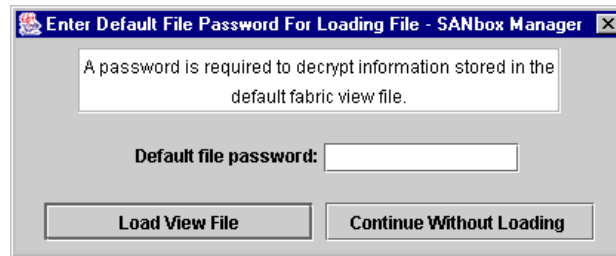 Enter Default File Password For Loading File - SANbox Manager
A password is required to decrypt information stored in the
default fabric view file.
Default file password:
Load View File
Continue Without Loading